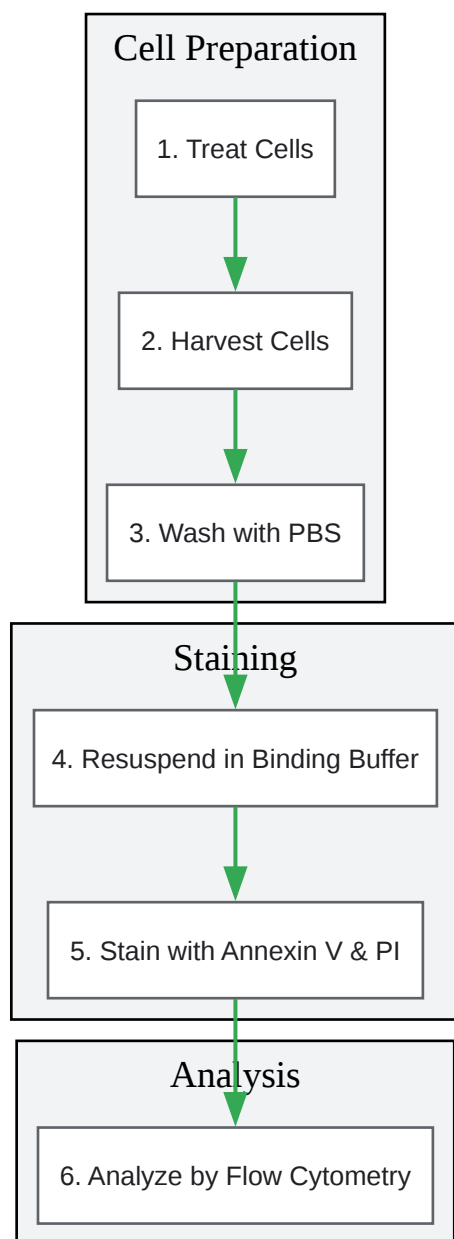 Cell Preparation
1. Treat Cells
2. Harvest Cells
3. Wash with PBS
Staining
4. Resuspend in Binding Buffer
5. Stain with Annexin V & PI
Analysis
6. Analyze by Flow Cytometry